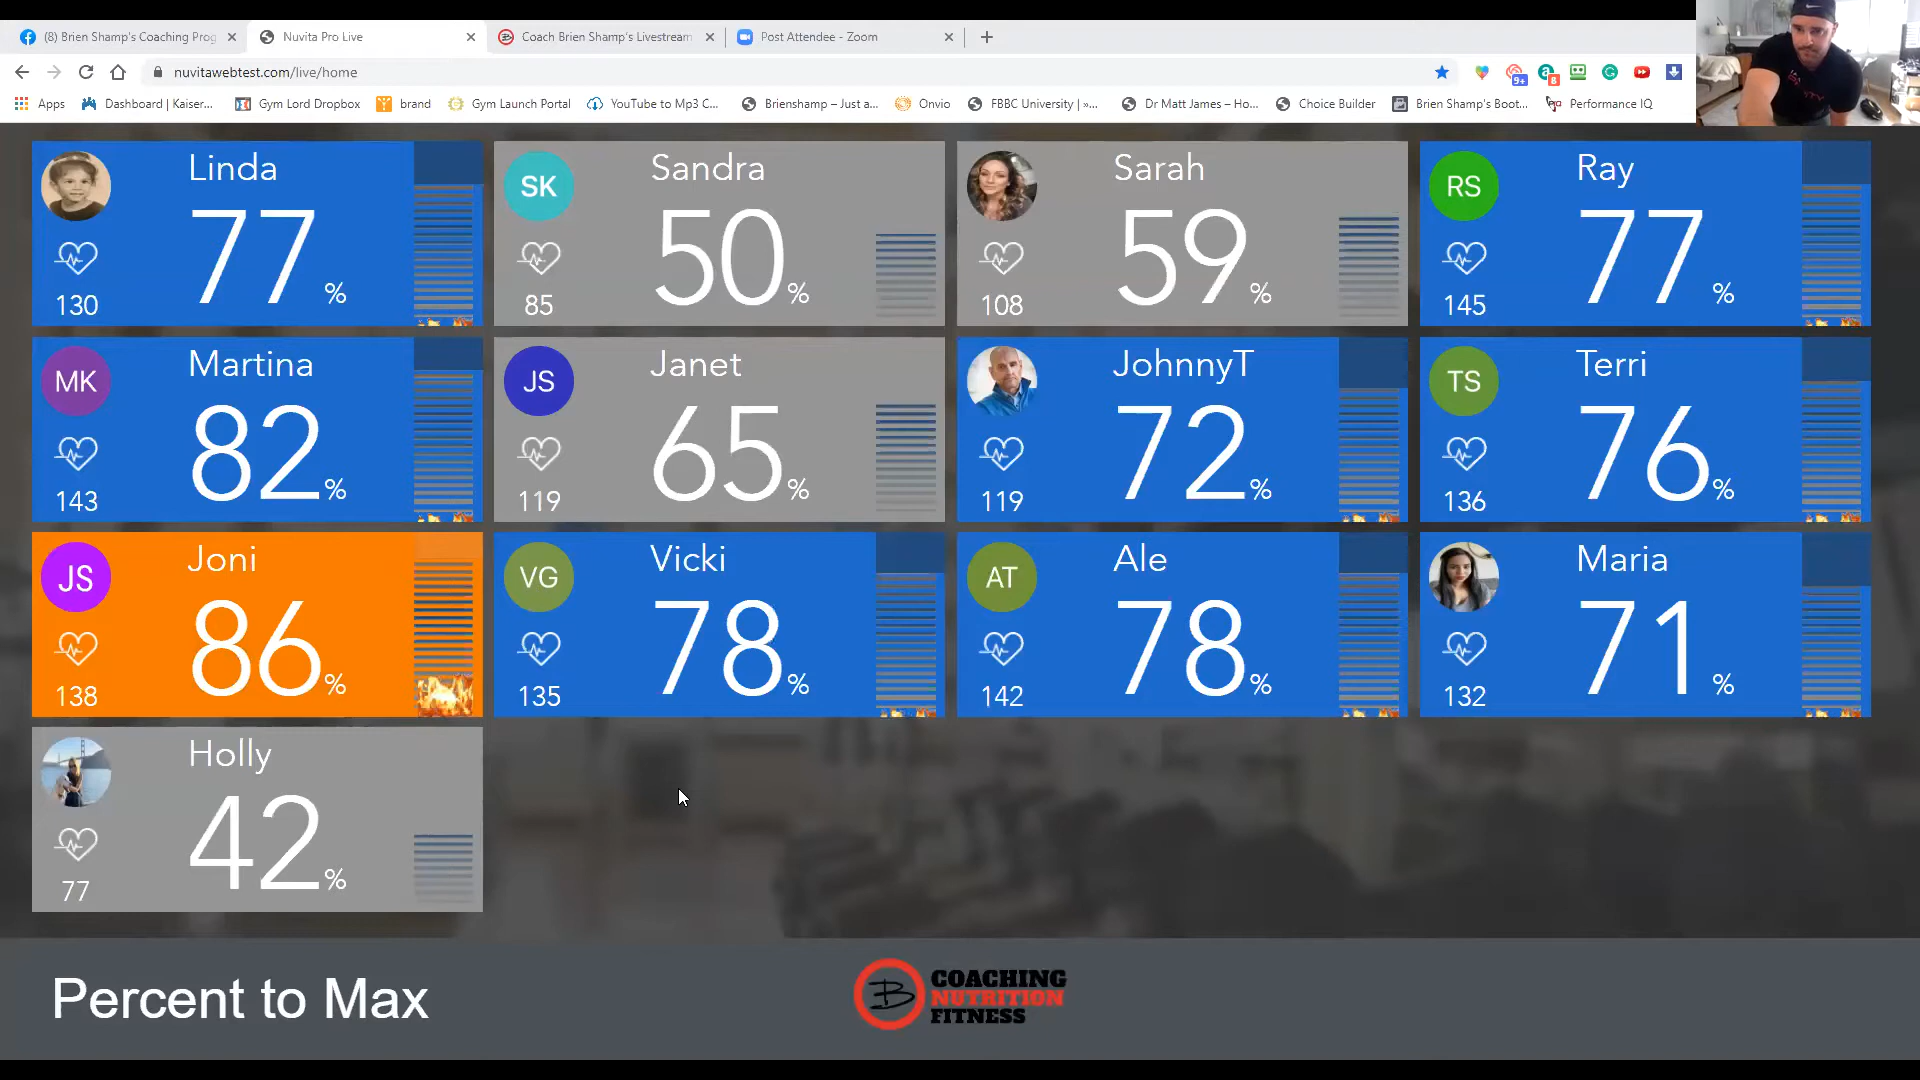 (8) Brien Shamp's Coaching Prog
Nuvita Pro Live
Coach Brien Shamp's Livestream
Post Attendee - Zoom
nuvitawebtest.com/live/home
9+
8
Apps
Dashboard | Kaiser...
Gym Lord Dropbox
brand
Gym Launch Portal
YouTube to Mp3 C...
Brienshamp – Just a...
Onvio
FBBC University | »...
Dr Matt James – Ho...
Choice Builder
Brien Shamp's Boot...
Performance IQ
Linda
77%
130
SK
Sandra
50%
85
Sarah
59%
108
RS
Ray
77%
145
MK
Martina
82%
143
JS
Janet
65%
119
JohnnyT
72%
119
TS
Terri
76%
136
JS
Joni
86%
138
VG
Vicki
78%
135
AT
Ale
78%
142
Maria
71%
132
Holly
42%
77
Percent to Max
B
COACHING
NUTRITION
FITNESS